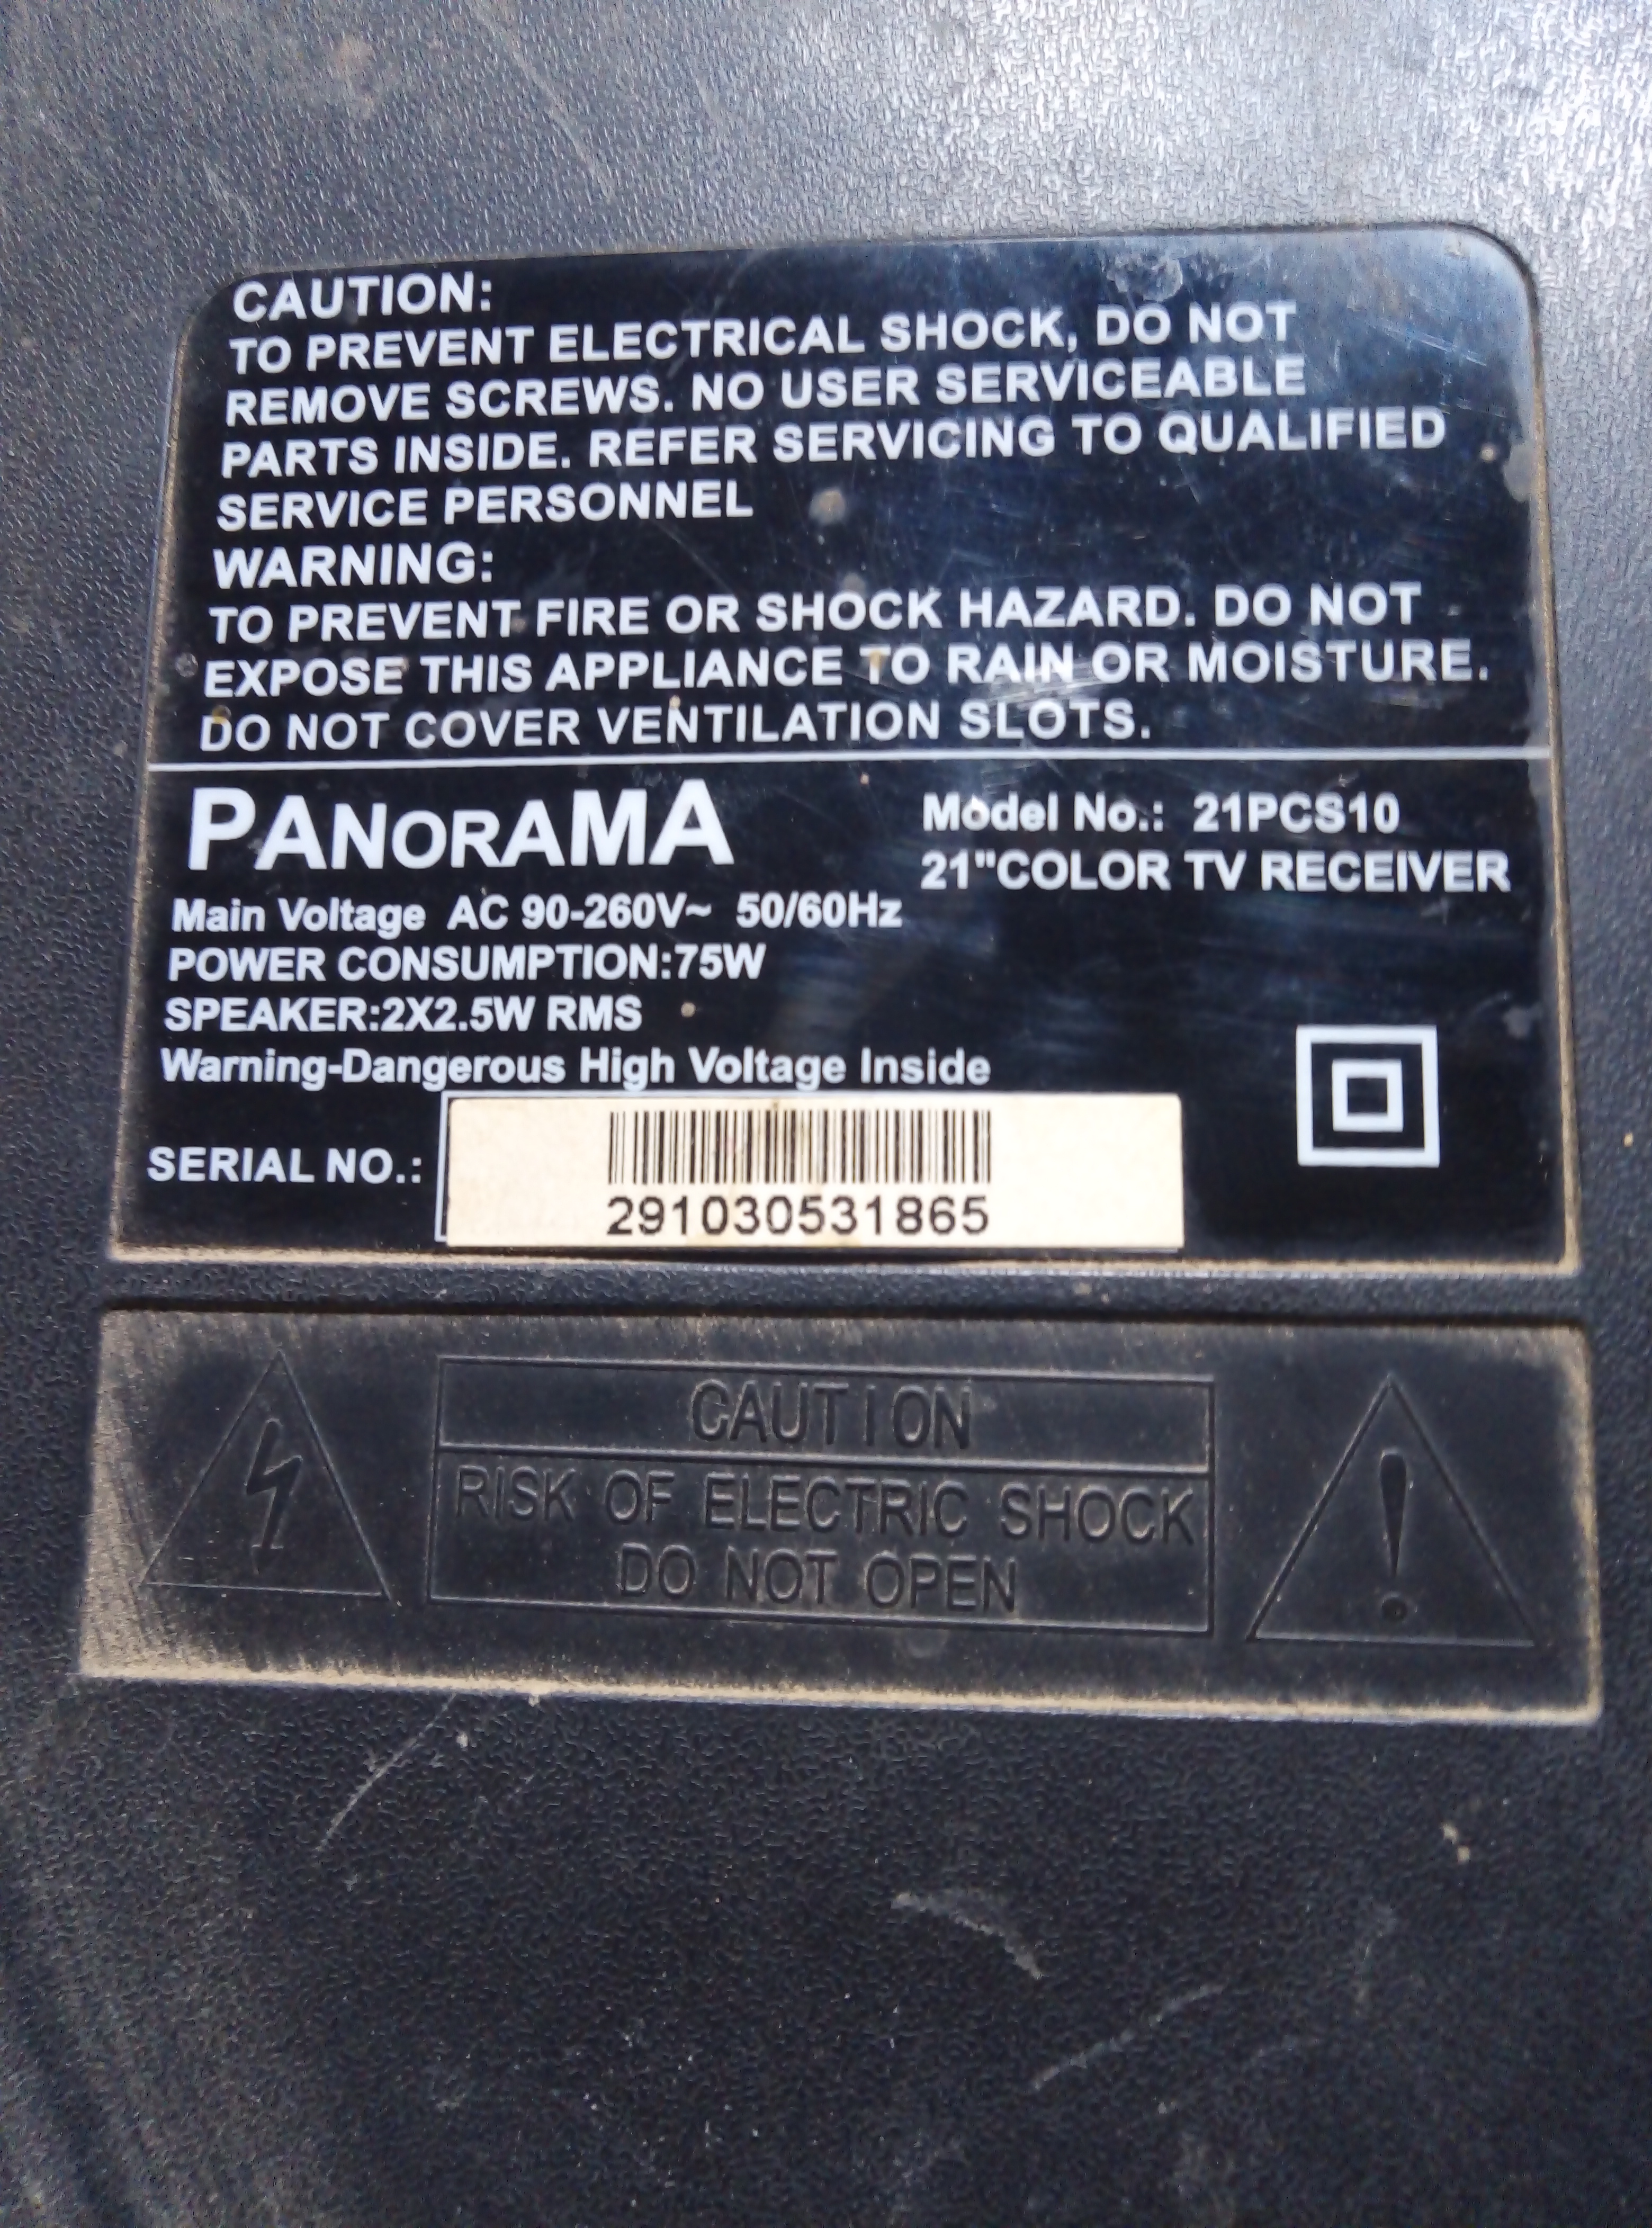 CAUTION:
TO PREVENT ELECTRICAL SHOCK, DO NOT
REMOVE SCREWS. NO USER SERVICEABLE
PARTS INSIDE. REFER SERVICING TO QUALIFIED
SERVICE PERSONNEL
WARNING:
TO PREVENT FIRE OR SHOCK HAZARD. DO NOT
EXPOSE THIS APPLIANCE TO RAIN OR MOISTURE.
DO NOT COVER VENTILATION SLOTS.
PANORAMA
Model No.: 21PCS10
21"COLOR TV RECEIVER
Main Voltage AC 90-260V~ 50/60Hz
POWER CONSUMPTION:75W
SPEAKER:2X2.5W RMS
Warning-Dangerous High Voltage Inside
SERIAL NO.:
291030531865
CAUTION
RISK OF ELECTRIC SHOCK
DO NOT OPEN